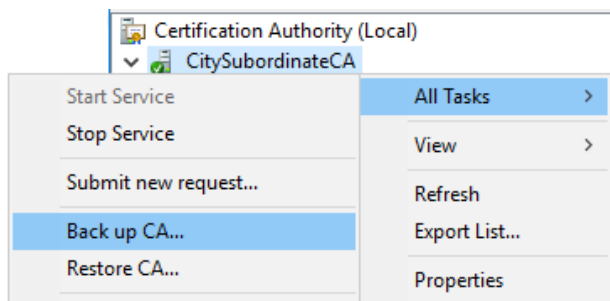 Certification Authority (Local)
CitySubordinateCA
Start Service
Stop Service
Submit new request...
Back up CA...
Restore CA...
All Tasks
View
Refresh
Export List...
Properties